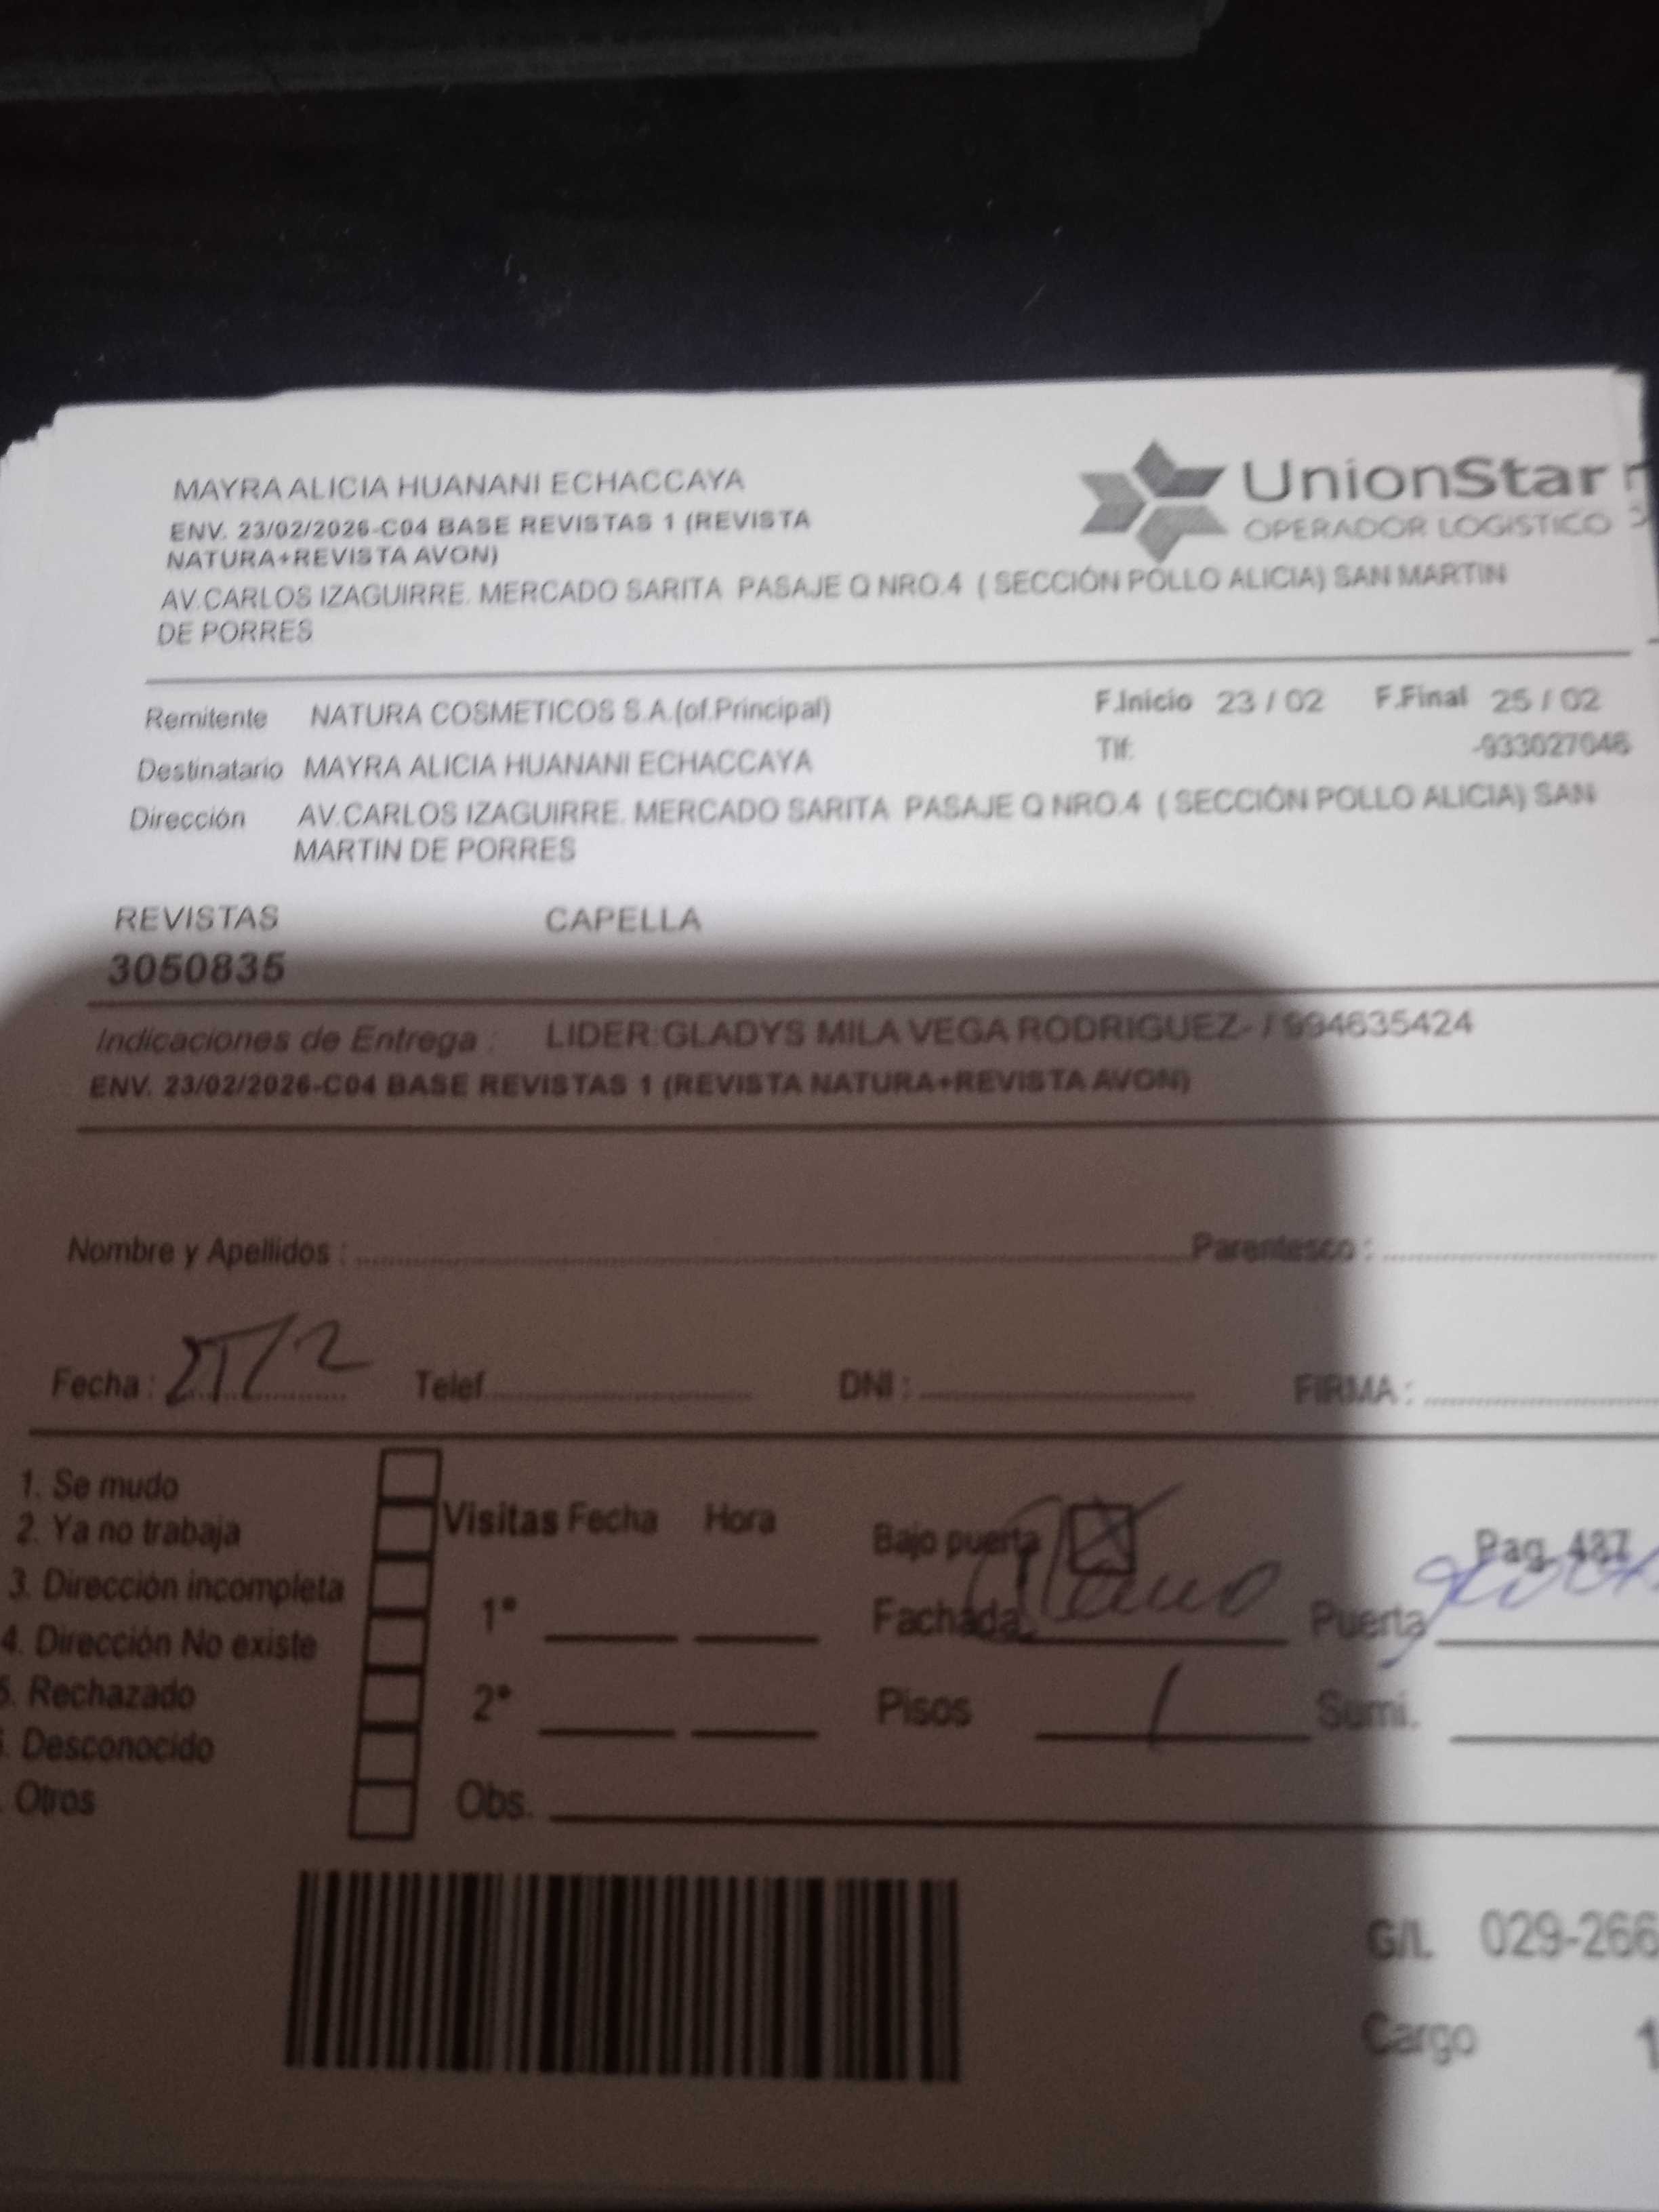 MAYRA ALICIA HUANANI ECHACCAYA
UnionStar
OPERADOR LOGISTICO
ENV. 23/02/2026-C04 BASE REVISTAS 1 (REVISTA
NATURA+REVISTA AVON)
AV.CARLOS IZAGUIRRE. MERCADO SARITA PASAJE Q NRO.4 ( SECCIÓN POLLO ALICIA) SAN MARTIN
DE PORRES
Remitente NATURA COSMETICOS S.A.(of.Principal) F.Inicio 23 / 02 F.Final 25 / 02
Destinatario MAYRA ALICIA HUANANI ECHACCAYA Tlf: -933027046
Dirección AV.CARLOS IZAGUIRRE. MERCADO SARITA PASAJE Q NRO.4 ( SECCIÓN POLLO ALICIA) SAN
MARTIN DE PORRES
REVISTAS CAPELLA
3050835
Indicaciones de Entrega : LIDER:GLADYS MILA VEGA RODRIGUEZ- / 994635424
ENV. 23/02/2026-C04 BASE REVISTAS 1 (REVISTA NATURA+REVISTA AVON)
Nombre y Apellidos : Parentesco :
Fecha : Telef. DNI : FIRMA :
1. Se mudo
2. Ya no trabaja
3. Dirección incompleta
4. Dirección No existe
5. Rechazado
. Desconocido
. Otros
Visitas Fecha Hora
1°
2°
Obs.
Bajo puerta Pag. 487
Fachada Puerta
Pisos 1 Sumi.
G/L 029-266
Cargo 1